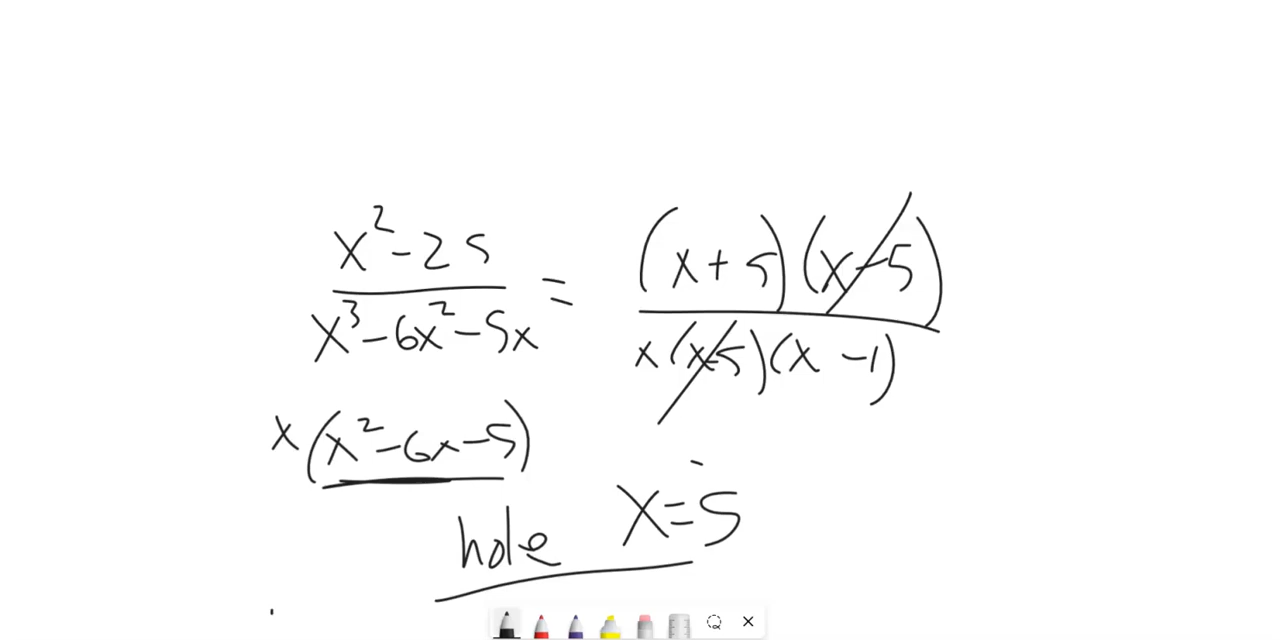 x² - 25 / x³ - 6x² - 5x = (x + 5)(x - 5) / x(x-5)(x - 1)
x(x² - 6x - 5)
hole x = 5